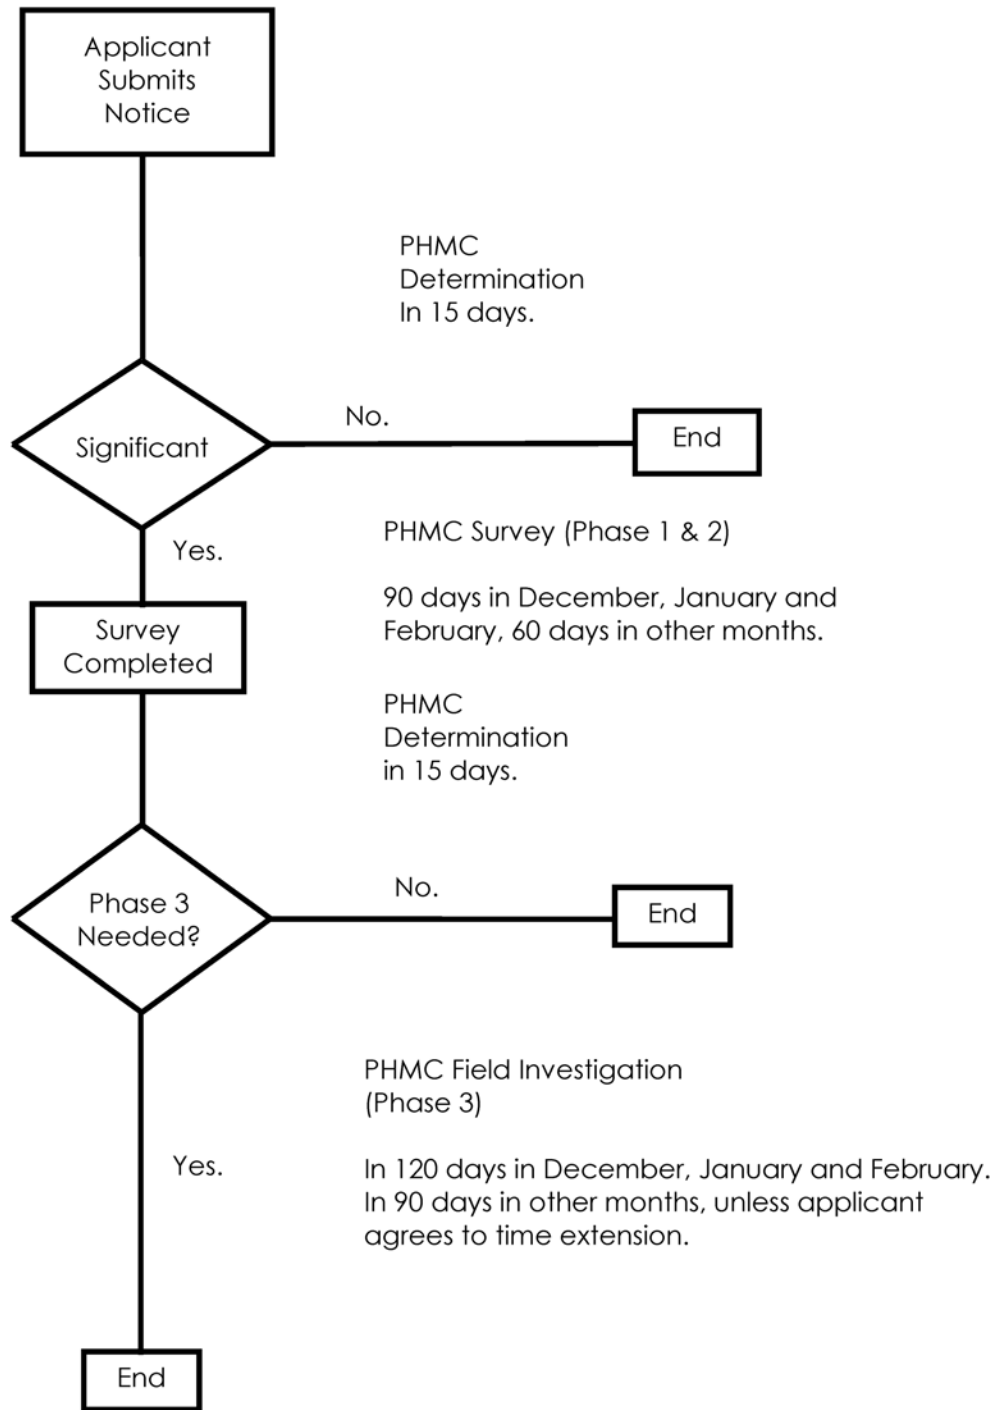 Applicant
Submits
Notice
PHMC
Determination
In 15 days.
No.
Significant
End
PHMC Survey (Phase 1 & 2)
Yes.
90 days in December, January and
February, 60 days in other months.
Survey
Completed
PHMC
Determination
in 15 days.
No.
Phase 3
Needed?
End
PHMC Field Investigation
(Phase 3)
Yes.
In 120 days in December, January and February.
In 90 days in other months, unless applicant
agrees to time extension.
End